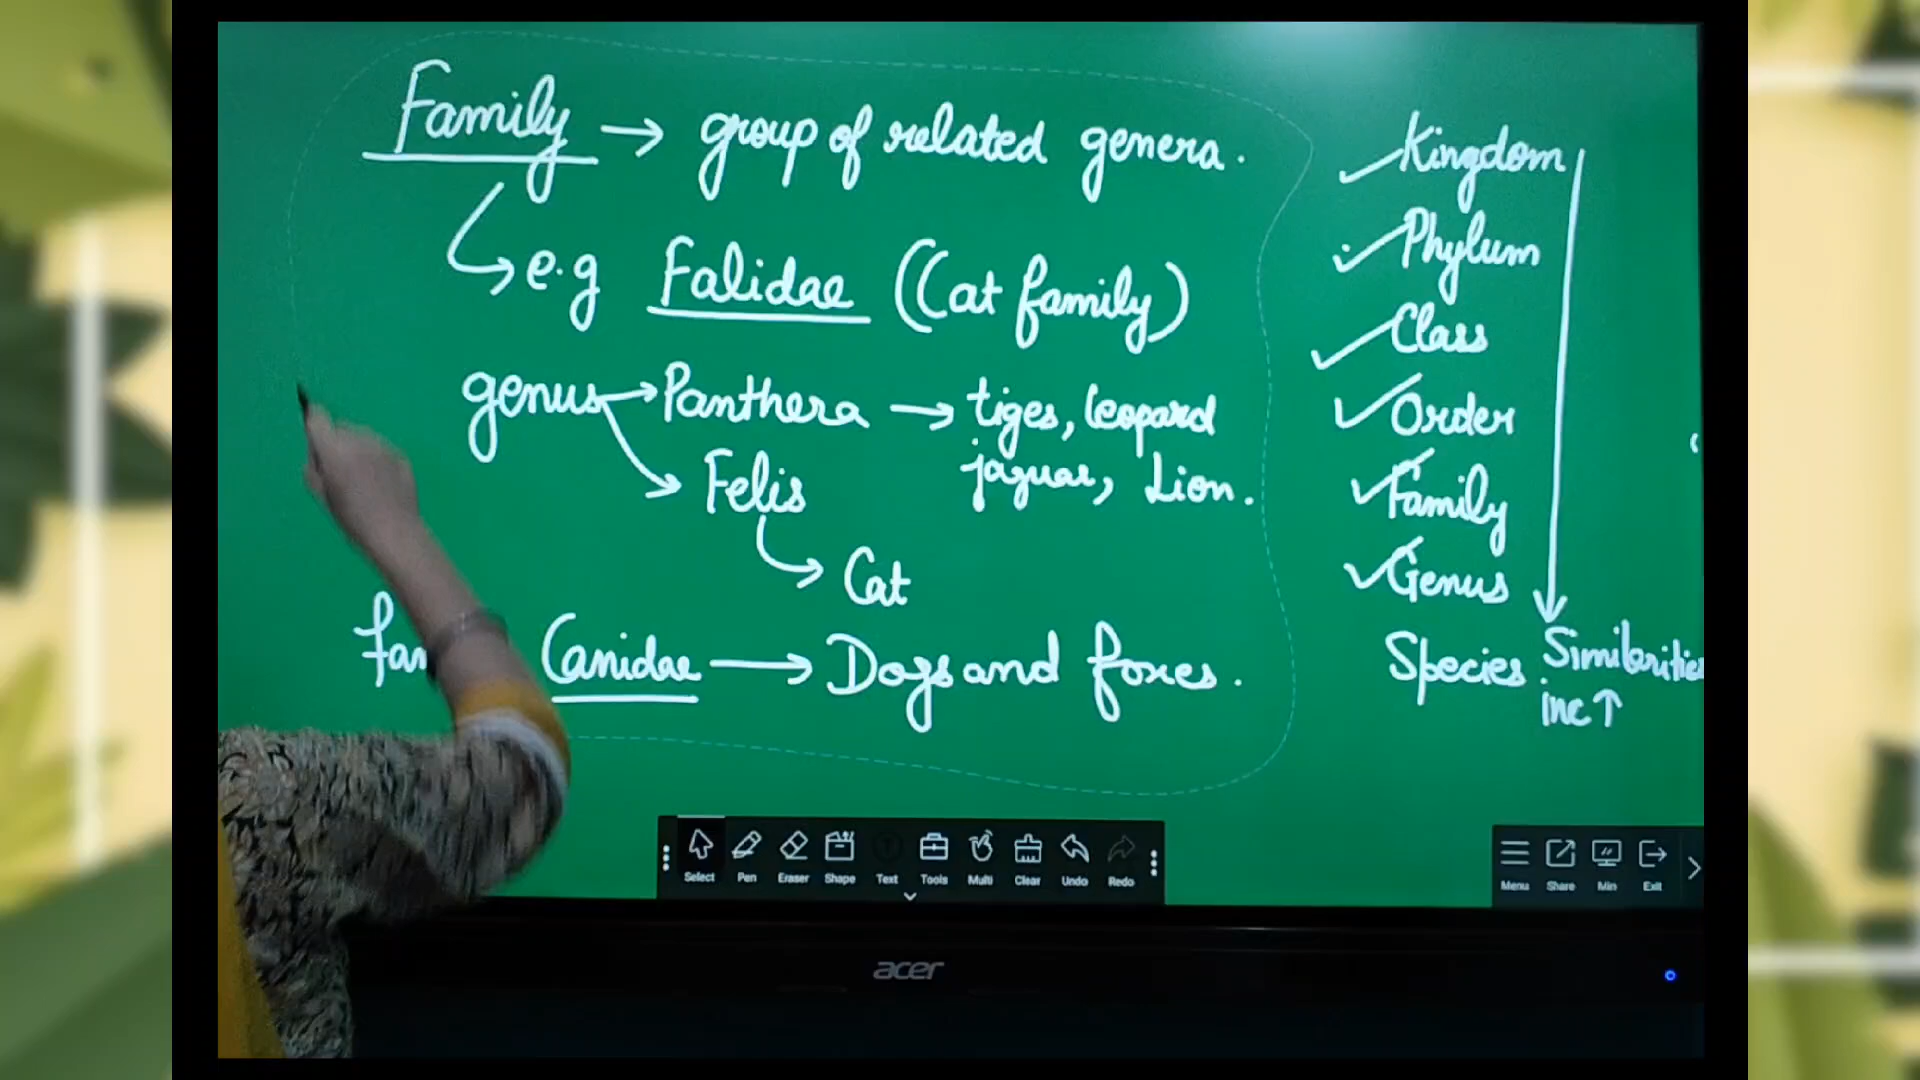 Family → group of related genera.
e.g Falidae (Cat family)
genus → Panthera → tiges, leopard
jaguar, Lion.
Felis
Cat
Canidae → Dogs and foxes.
Kingdom
Phylum
Class
Order
Family
Genus
Species
Similarities
inc ↑
Select Pen Eraser Shape Text Tools Multi Clear Undo Redo
Menu Share Min Exit
acer